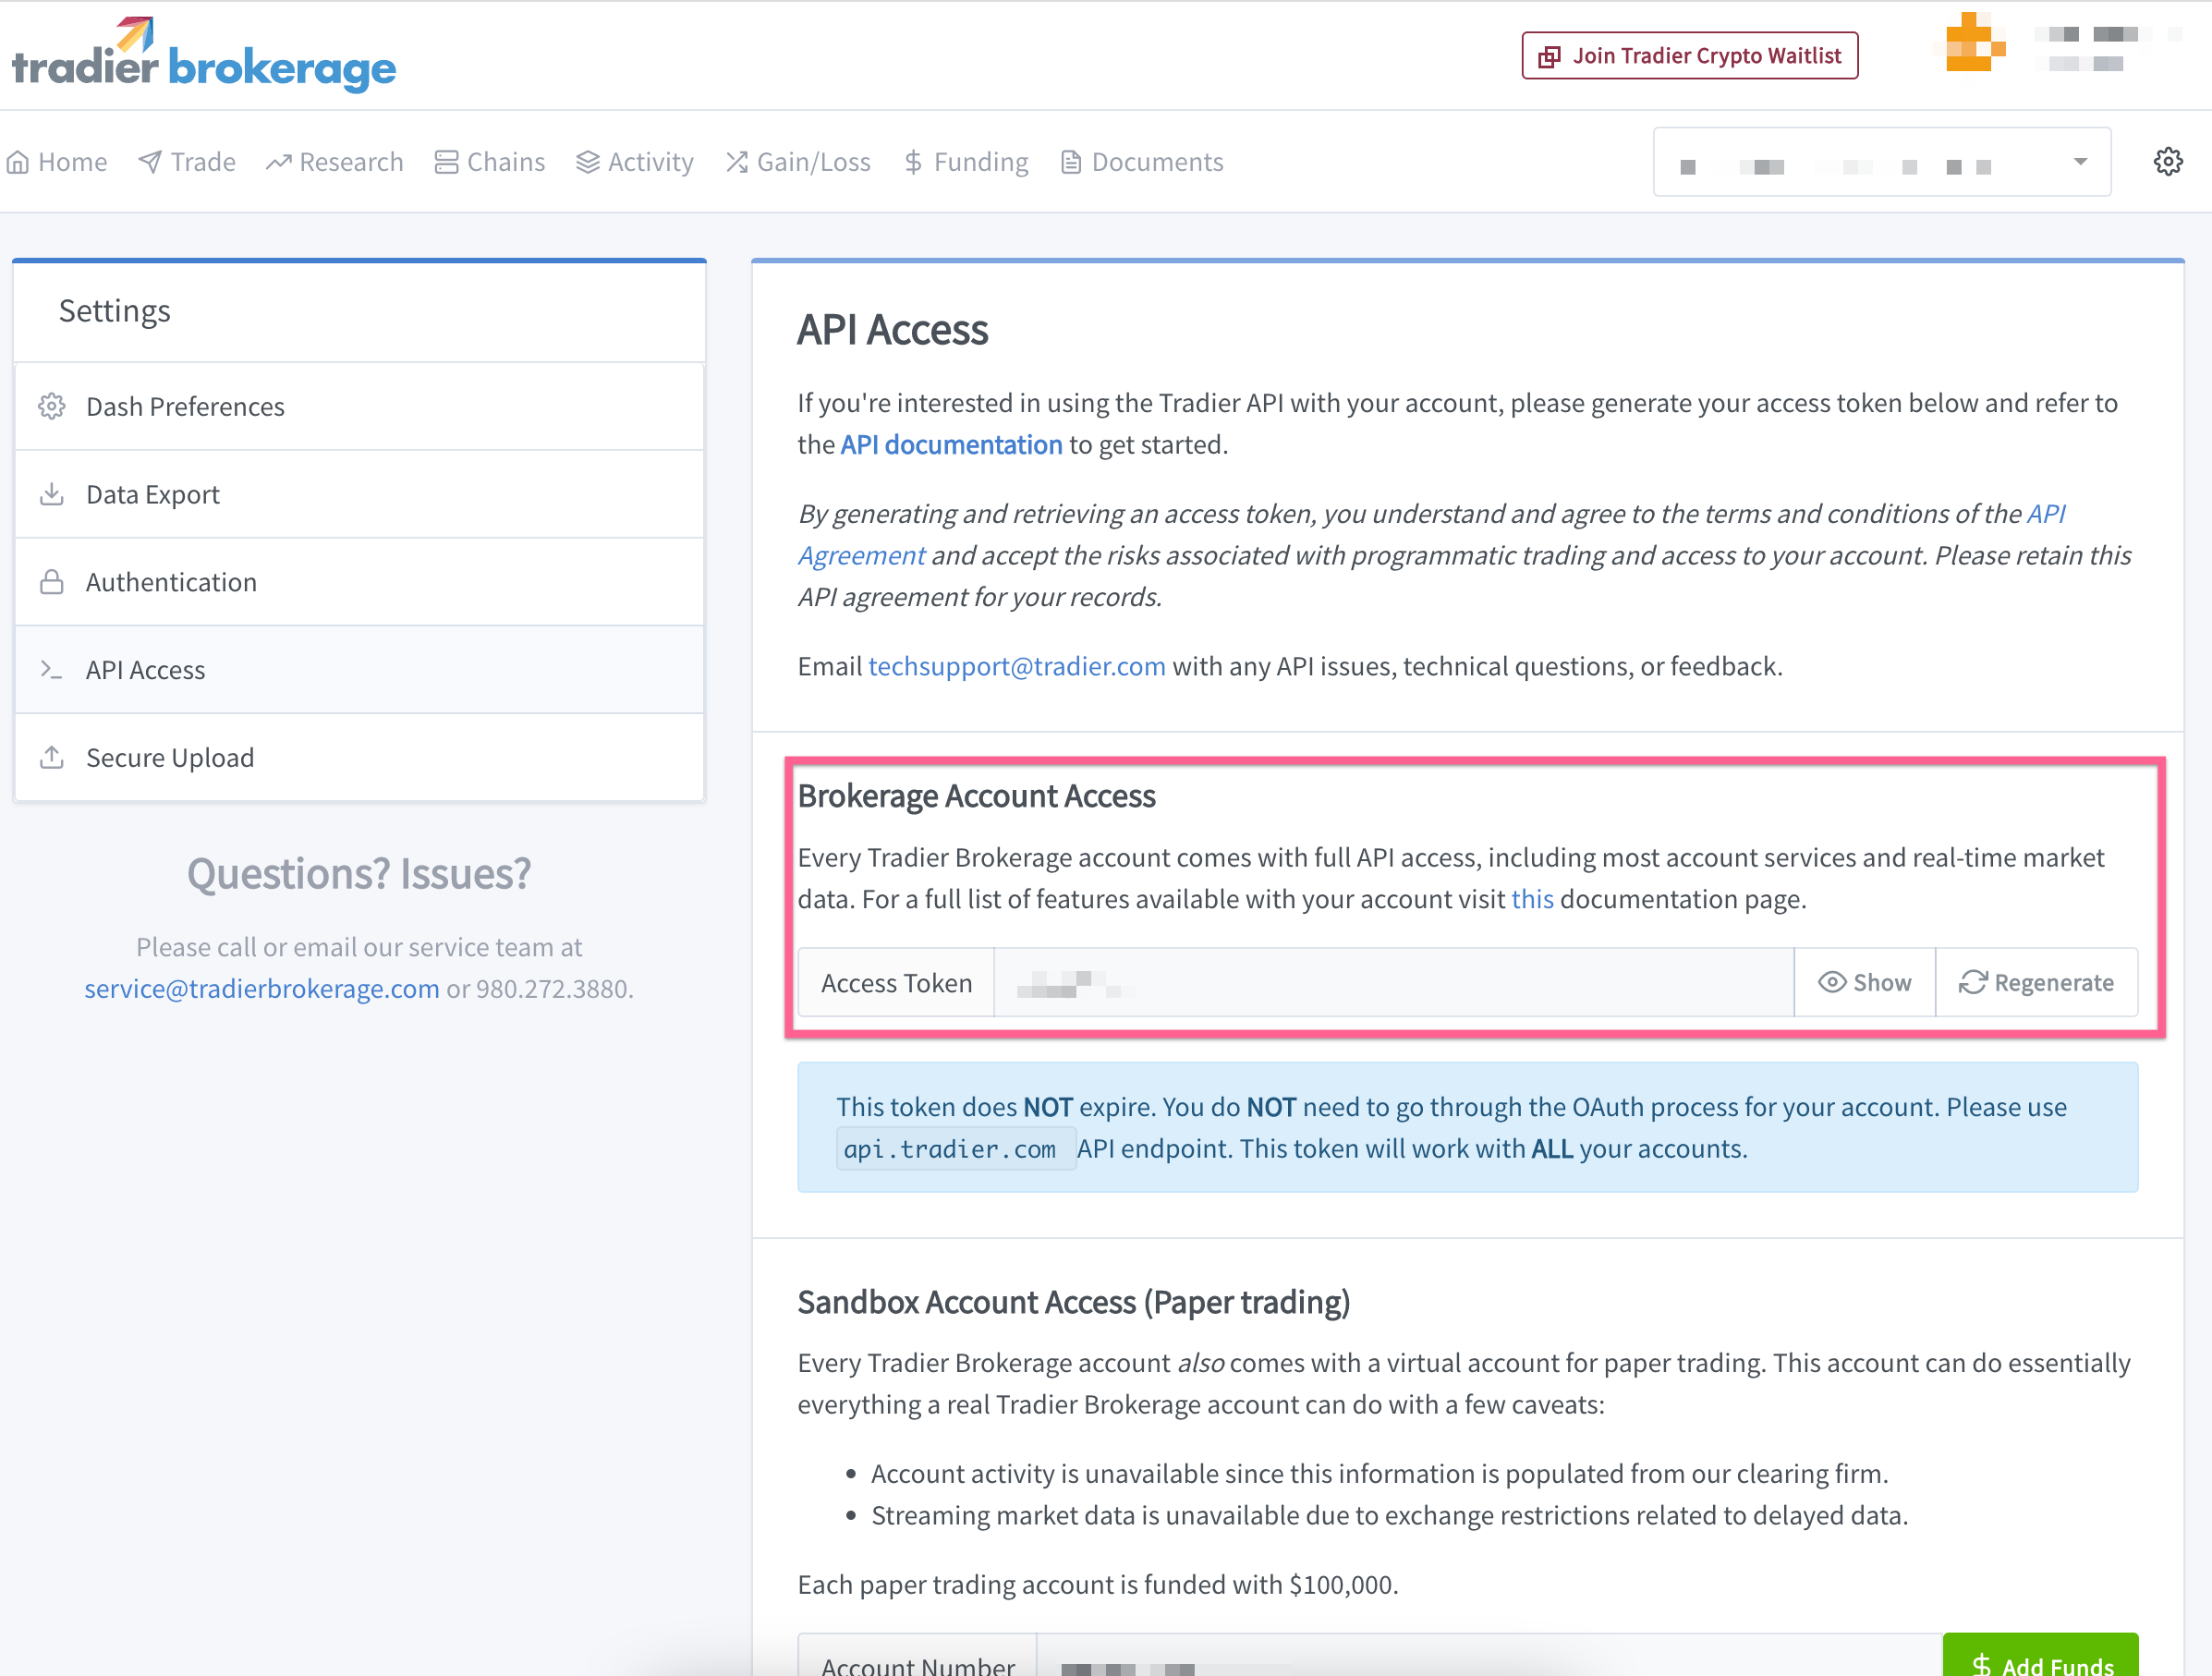 tradier brokerage
Join Tradier Crypto Waitlist
Home Trade Research Chains Activity Gain/Loss Funding Documents
Settings
Dash Preferences
Data Export
Authentication
API Access
Secure Upload
Questions? Issues?
Please call or email our service team at
service@tradierbrokerage.com or 980.272.3880.
API Access
If you're interested in using the Tradier API with your account, please generate your access token below and refer to
the API documentation to get started.
By generating and retrieving an access token, you understand and agree to the terms and conditions of the API
Agreement and accept the risks associated with programmatic trading and access to your account. Please retain this
API agreement for your records.
Email techsupport@tradier.com with any API issues, technical questions, or feedback.
Brokerage Account Access
Every Tradier Brokerage account comes with full API access, including most account services and real-time market
data. For a full list of features available with your account visit this documentation page.
Access Token Show Regenerate
This token does NOT expire. You do NOT need to go through the OAuth process for your account. Please use
api.tradier.com API endpoint. This token will work with ALL your accounts.
Sandbox Account Access (Paper trading)
Every Tradier Brokerage account also comes with a virtual account for paper trading. This account can do essentially
everything a real Tradier Brokerage account can do with a few caveats:
• Account activity is unavailable since this information is populated from our clearing firm.
• Streaming market data is unavailable due to exchange restrictions related to delayed data.
Each paper trading account is funded with $100,000.
Account Number $ Add Funds